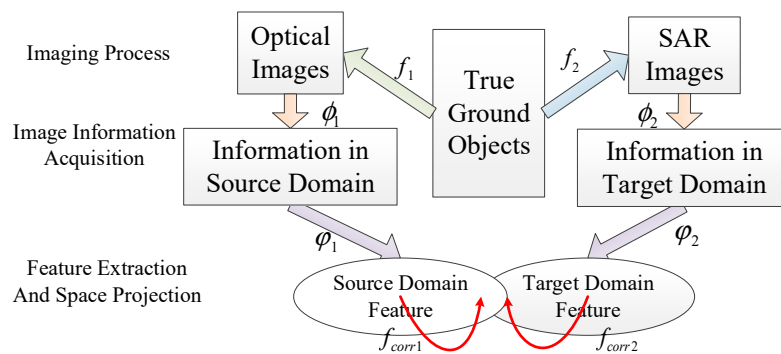 Imaging Process
Optical
Images
f1
True
Ground
Objects
f2
SAR
Images
Image Information
Acquisition
ϕ1
Information in
Source Domain
ϕ2
Information in
Target Domain
φ1
φ2
Feature Extraction
And Space Projection
Source Domain
Feature
fcorr1
Target Domain
Feature
fcorr2